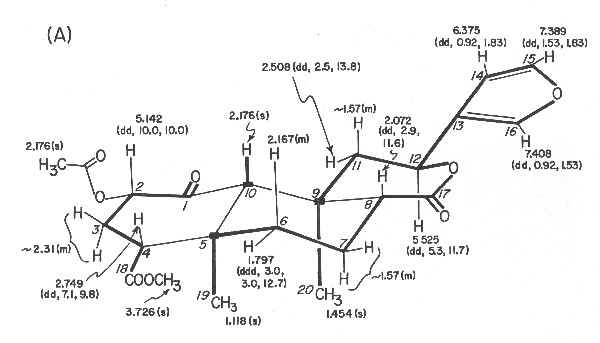 (A)
6.375
(dd, 0.92, 1.83)
7.389
(dd, 1.53, 1.83)
H
15
H
14
O
2.508 (dd, 2.5, 13.8)
~1.57(m)
2.072
(dd, 2.9,
11.6)
13
16
H
7.408
(dd, 0.92, 1.53)
5.142
(dd, 10.0, 10.0)
2.176(s)
2.167(m)
2.176(s)
O
H3C
H
H
H
H
H
11
12
H
O
O
2
O
1
10
9
8
17
O
H
3
H
H
4
5
6
7
H
H
5.525
(dd, 5.3, 11.7)
~2.31(m)
H
H
18
COOCH3
2.749
(dd, 7.1, 9.8)
1.797
(ddd, 3.0,
3.0, 12.7)
~1.57(m)
3.726(s)
19
CH3
1.118(s)
20
CH3
1.454(s)